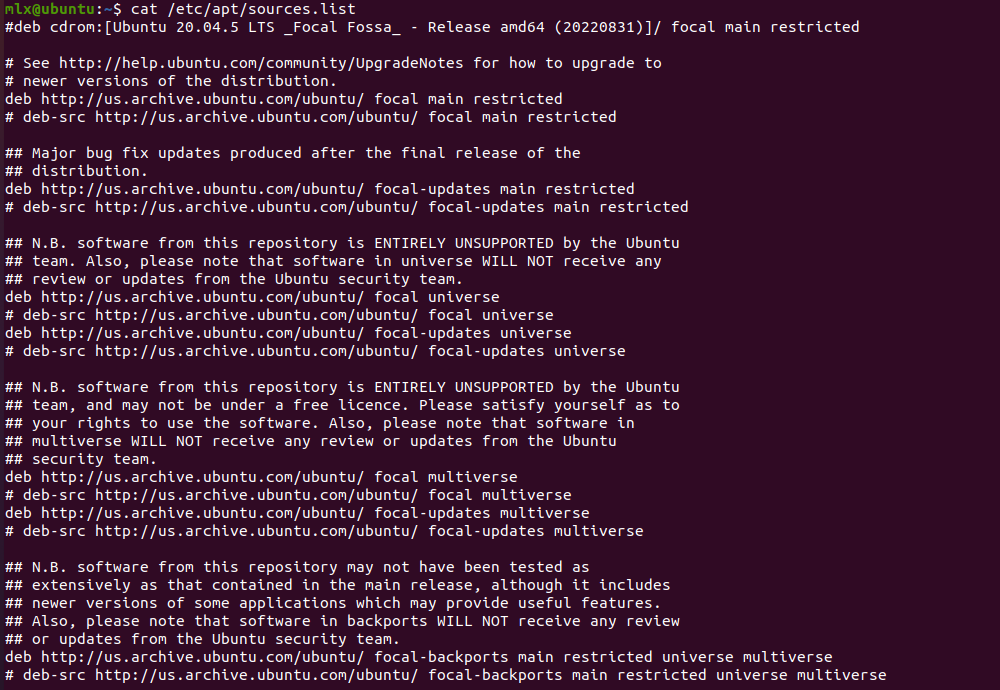 mlx@ubuntu:~$ cat /etc/apt/sources.list
#deb cdrom:[Ubuntu 20.04.5 LTS _Focal Fossa_ - Release amd64 (20220831)]/ focal main restricted
# See http://help.ubuntu.com/community/UpgradeNotes for how to upgrade to
# newer versions of the distribution.
deb http://us.archive.ubuntu.com/ubuntu/ focal main restricted
# deb-src http://us.archive.ubuntu.com/ubuntu/ focal main restricted
## Major bug fix updates produced after the final release of the
## distribution.
deb http://us.archive.ubuntu.com/ubuntu/ focal-updates main restricted
# deb-src http://us.archive.ubuntu.com/ubuntu/ focal-updates main restricted
## N.B. software from this repository is ENTIRELY UNSUPPORTED by the Ubuntu
## team. Also, please note that software in universe WILL NOT receive any
## review or updates from the Ubuntu security team.
deb http://us.archive.ubuntu.com/ubuntu/ focal universe
# deb-src http://us.archive.ubuntu.com/ubuntu/ focal universe
deb http://us.archive.ubuntu.com/ubuntu/ focal-updates universe
# deb-src http://us.archive.ubuntu.com/ubuntu/ focal-updates universe
## N.B. software from this repository is ENTIRELY UNSUPPORTED by the Ubuntu
## team, and may not be under a free licence. Please satisfy yourself as to
## your rights to use the software. Also, please note that software in
## multiverse WILL NOT receive any review or updates from the Ubuntu
## security team.
deb http://us.archive.ubuntu.com/ubuntu/ focal multiverse
# deb-src http://us.archive.ubuntu.com/ubuntu/ focal multiverse
deb http://us.archive.ubuntu.com/ubuntu/ focal-updates multiverse
# deb-src http://us.archive.ubuntu.com/ubuntu/ focal-updates multiverse
## N.B. software from this repository may not have been tested as
## extensively as that contained in the main release, although it includes
## newer versions of some applications which may provide useful features.
## Also, please note that software in backports WILL NOT receive any review
## or updates from the Ubuntu security team.
deb http://us.archive.ubuntu.com/ubuntu/ focal-backports main restricted universe multiverse
# deb-src http://us.archive.ubuntu.com/ubuntu/ focal-backports main restricted universe multiverse